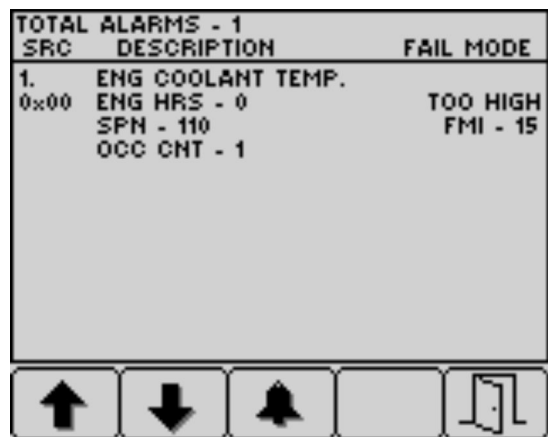 TOTAL ALARMS - 1
SRC DESCRIPTION FAIL MODE
1. ENG COOLANT TEMP.
0x00 ENG HRS - 0 TOO HIGH
SPN - 110 FMI - 15
OCC CNT - 1